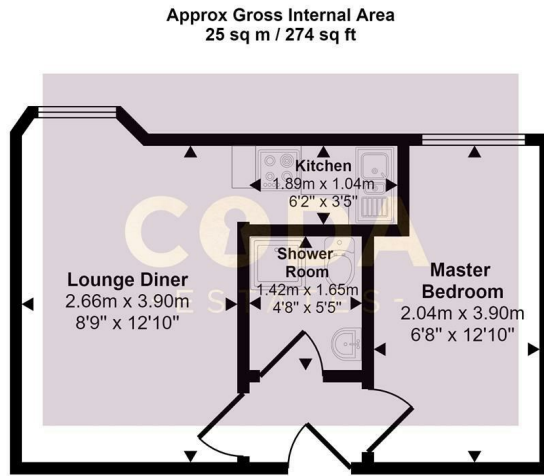 Approx Gross Internal Area
25 sq m / 274 sq ft
Kitchen
1.89m x 1.04m
6'2" x 3'5"
CODA
ESTATES-
Shower
Room
1.42m x 1.65m
4'8" x 5'5"
Lounge Diner
2.66m x 3.90m
8'9" x 12'10"
Master
Bedroom
2.04m x 3.90m
6'8" x 12'10"